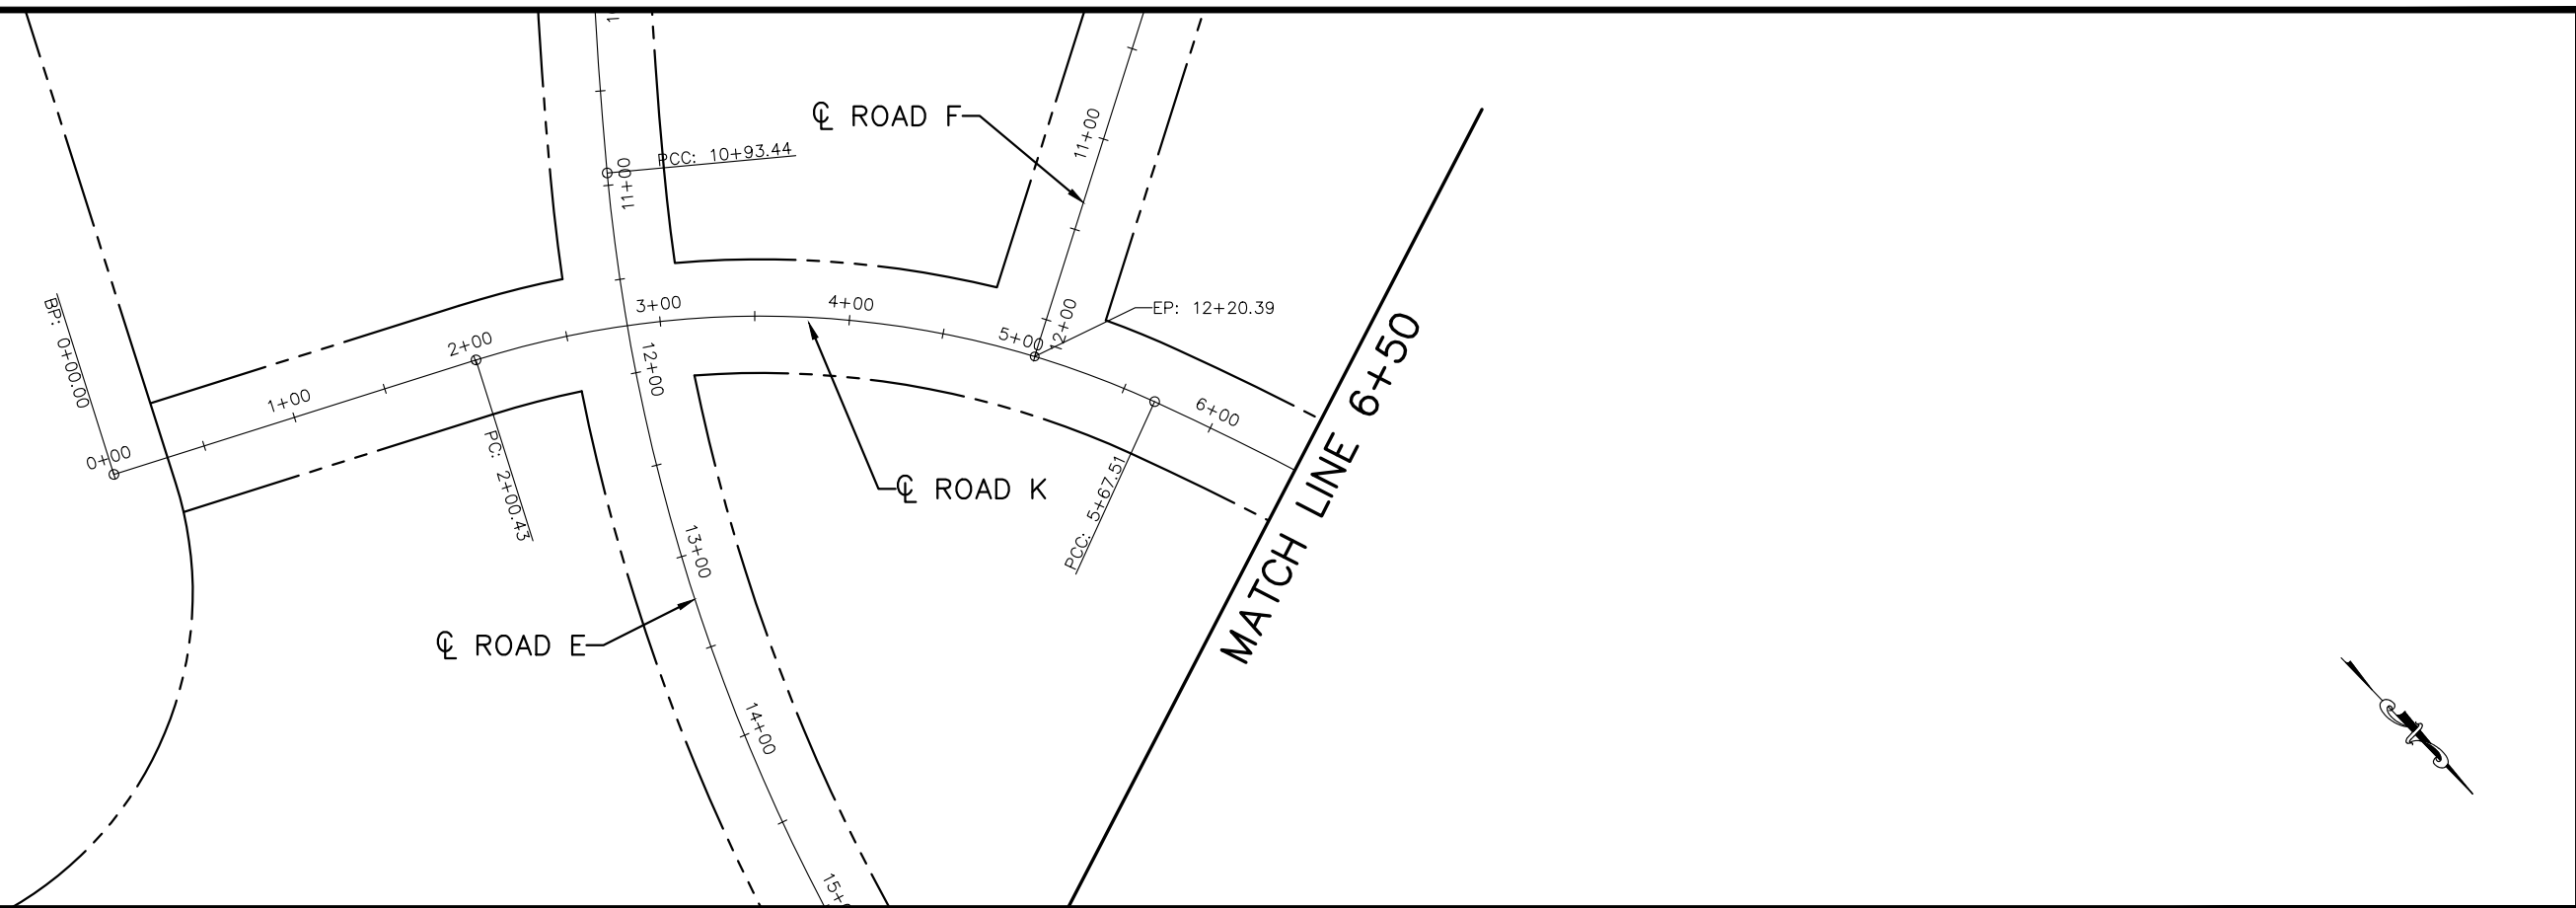 ℄ ROAD F
11+00
PCC: 10+93.44
11+00
BP: 0+00.00
3+00
4+00
EP: 12+20.39
12+00
5+00
2+00
12+00
1+00
6+00
0+00
PC: 2+00.43
℄ ROAD K
PCC: 5+67.51
MATCH LINE 6+50
13+00
℄ ROAD E
14+00